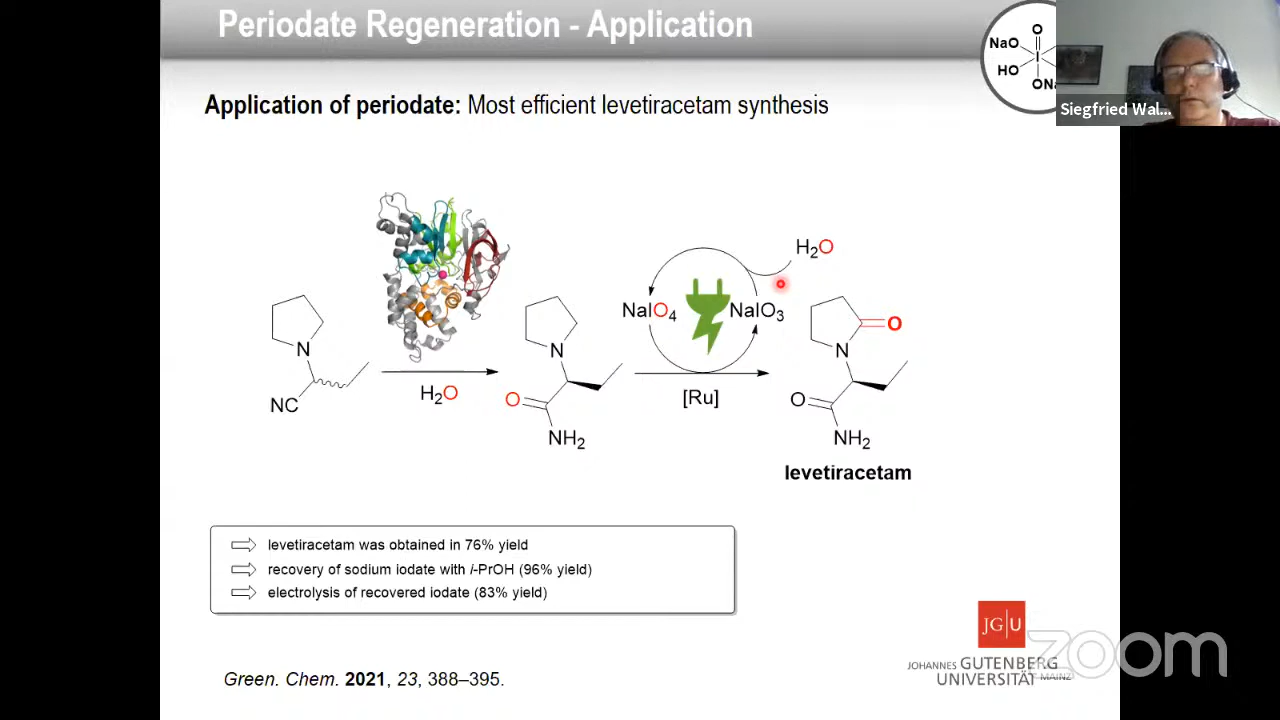 Periodate Regeneration - Application
O
NaO
I
HO
ONa
Siegfried Wal...
Application of periodate: Most efficient levetiracetam synthesis
H2O
NaIO4
NaIO3
O
N
N
N
NC
H2O
O
NH2
[Ru]
O
NH2
levetiracetam
levetiracetam was obtained in 76% yield
recovery of sodium iodate with i-PrOH (96% yield)
electrolysis of recovered iodate (83% yield)
JG|U
zoom
JOHANNES GUTENBERG
UNIVERSITÄT MAINZ
Green. Chem. 2021, 23, 388–395.